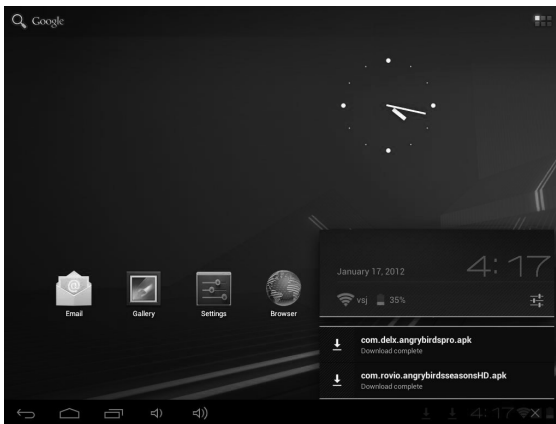 Google
January 17, 2012
4:17
vsj
35%
Email
Gallery
Settings
Browser
com.delx.angrybirdspro.apk
Download complete
com.rovio.angrybirdsseasonsHD.apk
Download complete
4:17